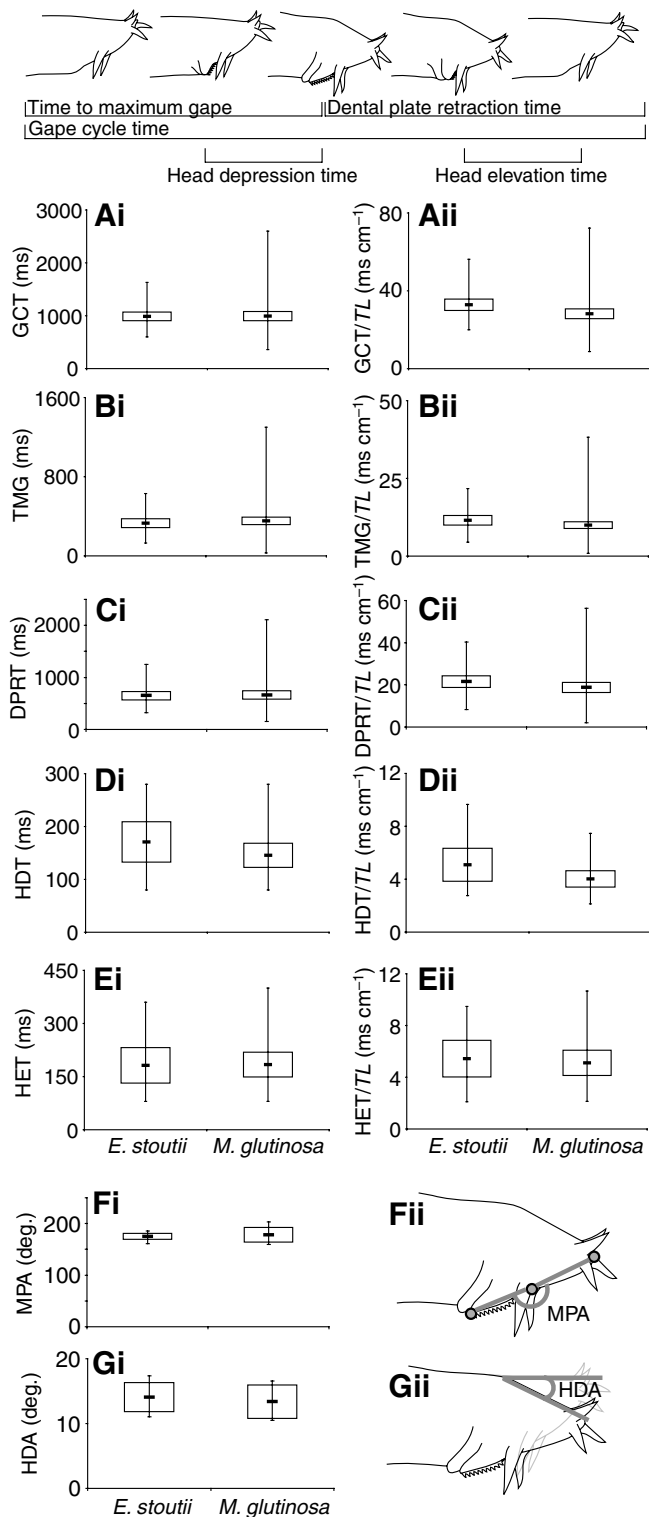 Time to maximum gape
Dental plate retraction time
Gape cycle time
Head depression time
Head elevation time
Ai
GCT (ms)
3000
2000
1000
0
Aii
GCT/TL (ms cm⁻¹)
80
40
0
Bi
TMG (ms)
1600
800
0
Bii
TMG/TL (ms cm⁻¹)
50
25
0
Ci
DPRT (ms)
2000
1000
0
Cii
DPRT/TL (ms cm⁻¹)
60
40
20
0
Di
HDT (ms)
300
200
100
0
Dii
HDT/TL (ms cm⁻¹)
12
8
4
0
Ei
HET (ms)
450
300
150
0
E. stoutii
M. glutinosa
Eii
HET/TL (ms cm⁻¹)
12
8
4
0
E. stoutii
M. glutinosa
Fi
MPA (deg.)
200
100
0
Fii
MPA
Gi
HDA (deg.)
20
10
0
E. stoutii
M. glutinosa
Gii
HDA